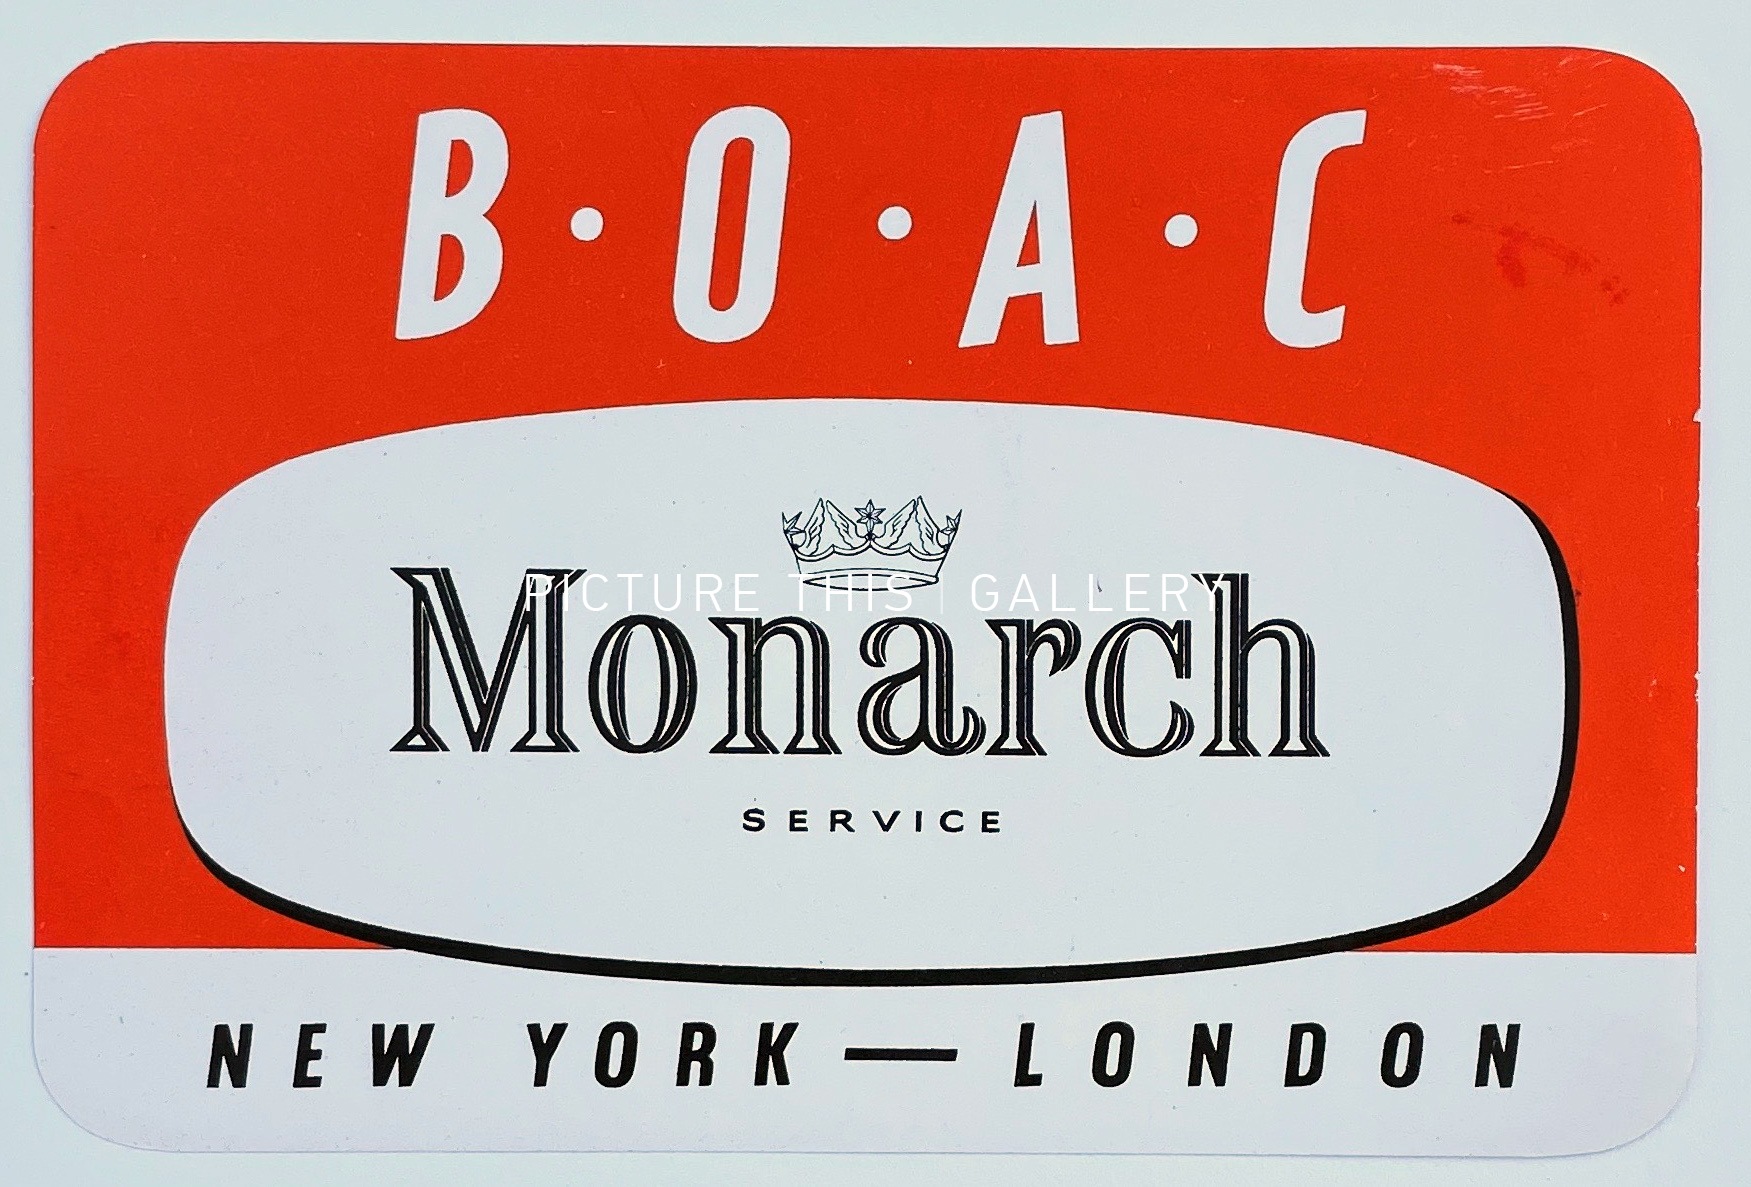 B·O·A·C
Monarch
PICTURE THIS | GALLERY
SERVICE
NEW YORK — LONDON